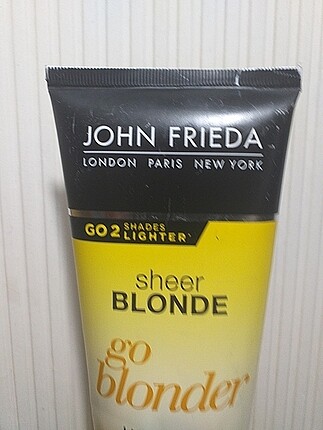 JOHN FRIEDA
LONDON PARIS NEW YORK
GO 2 SHADES LIGHTER*
sheer
BLONDE
go
blonder